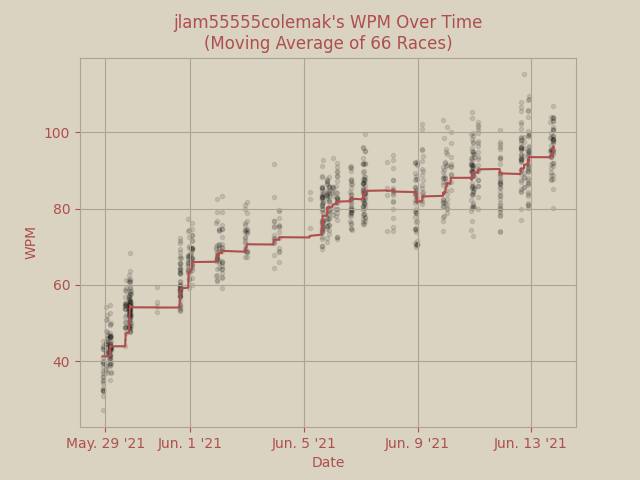 jlam55555colemak's WPM Over Time
(Moving Average of 66 Races)
WPM
100
80
60
40
May. 29 '21 Jun. 1 '21 Jun. 5 '21 Jun. 9 '21 Jun. 13 '21
Date